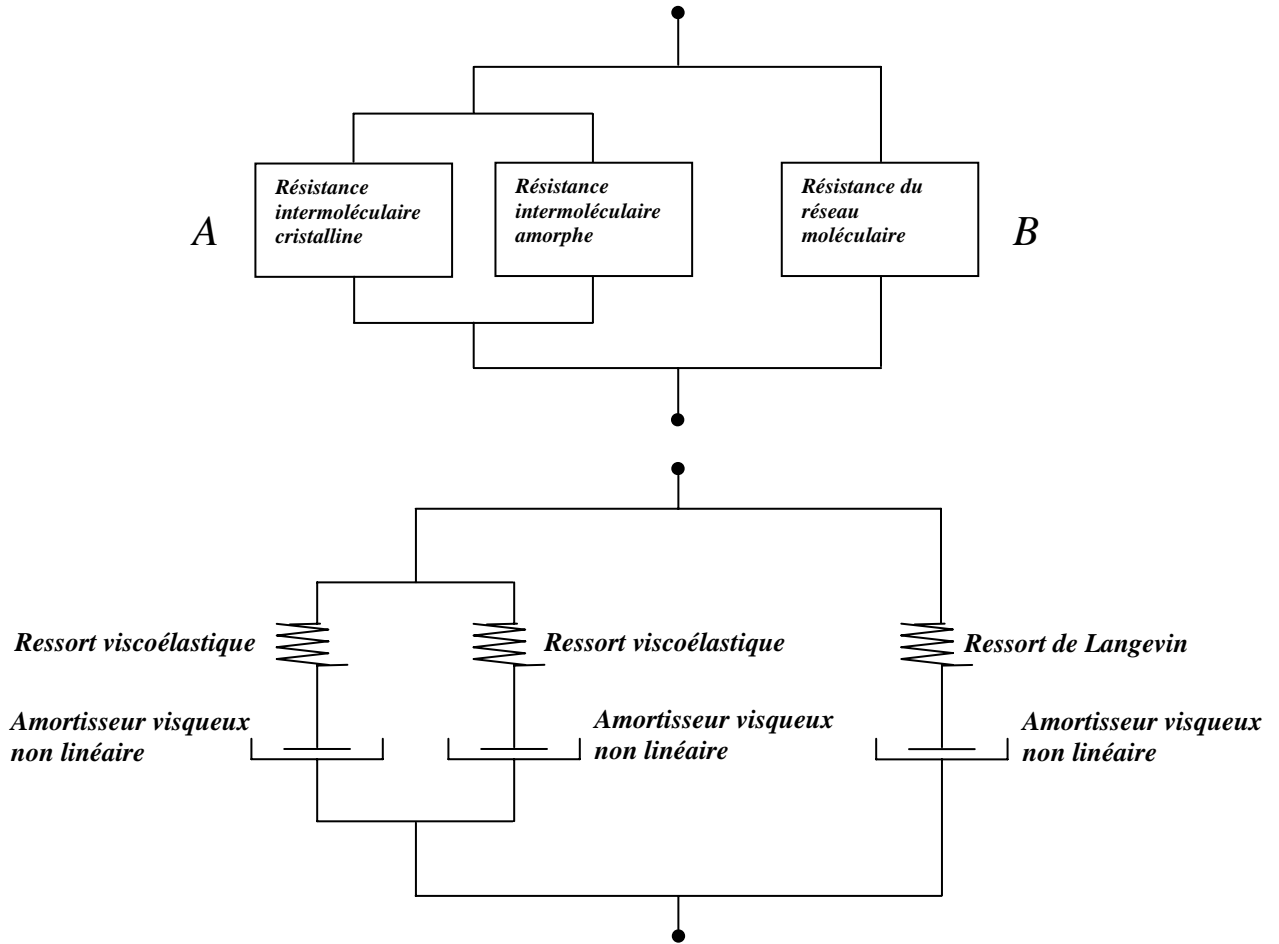 Résistance
intermoléculaire
cristalline
Résistance
intermoléculaire
amorphe
Résistance du
réseau
moléculaire
A
B
Ressort viscoélastique
Ressort viscoélastique
Ressort de Langevin
Amortisseur visqueux
non linéaire
Amortisseur visqueux
non linéaire
Amortisseur visqueux
non linéaire